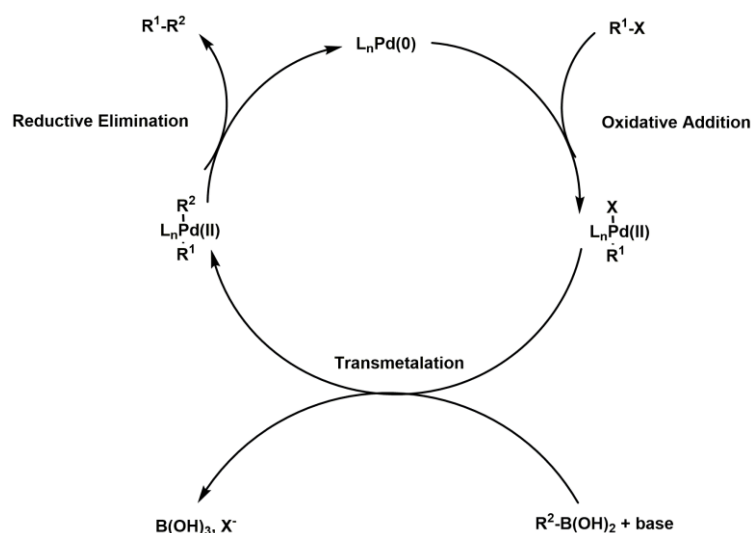 R¹-R²
LₙPd(0)
R¹-X
Reductive Elimination
Oxidative Addition
R²
LₙPd(II)
R¹
X
LₙPd(II)
R¹
Transmetalation
B(OH)₃, X⁻
R²-B(OH)₂ + base